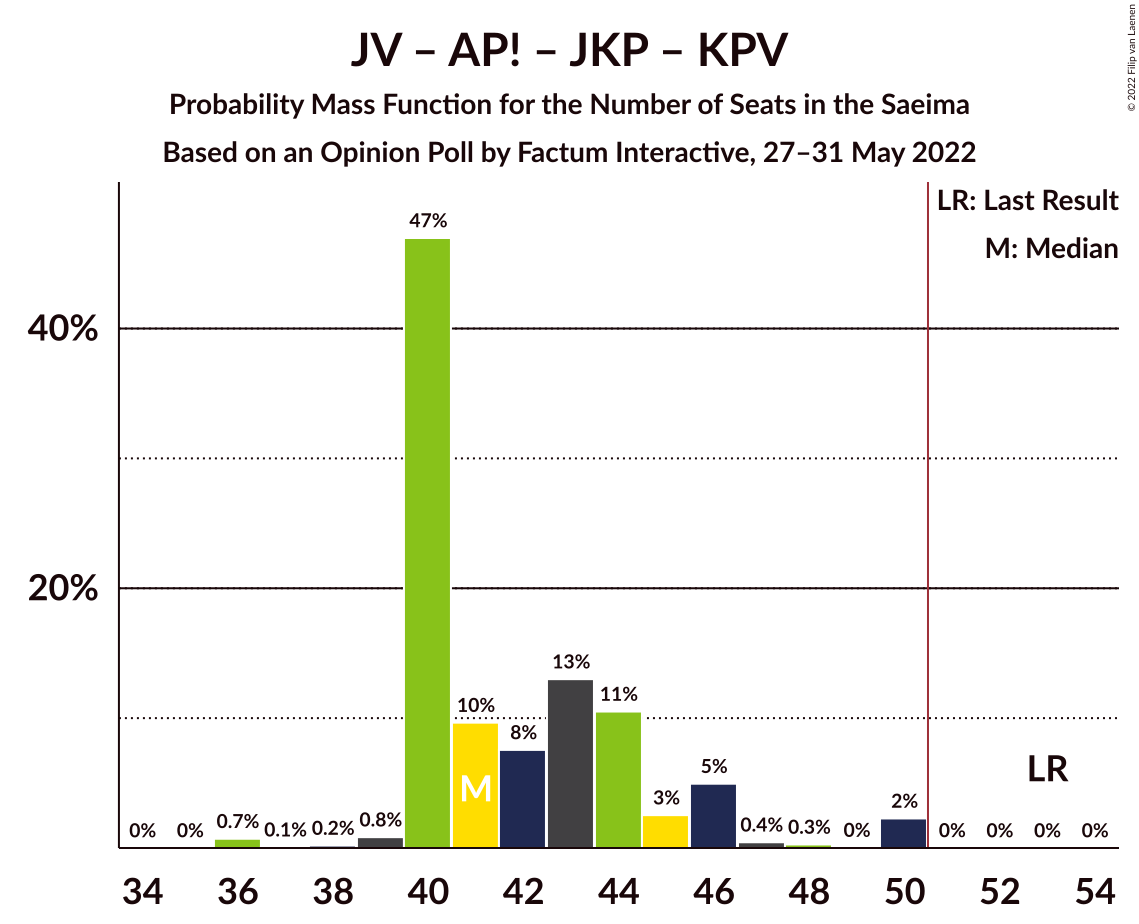 JV – AP! – JKP – KPV
Probability Mass Function for the Number of Seats in the Saeima
Based on an Opinion Poll by Factum Interactive, 27–31 May 2022
© 2022 Filip van Laenen
LR: Last Result
M: Median
40%
20%
0% 0% 0.7% 0.1% 0.2% 0.8% 47% 10% 8% 13% 11% 3% 5% 0.4% 0.3% 0% 2% 0% 0% 0% 0%
M
LR
34 36 38 40 42 44 46 48 50 52 54